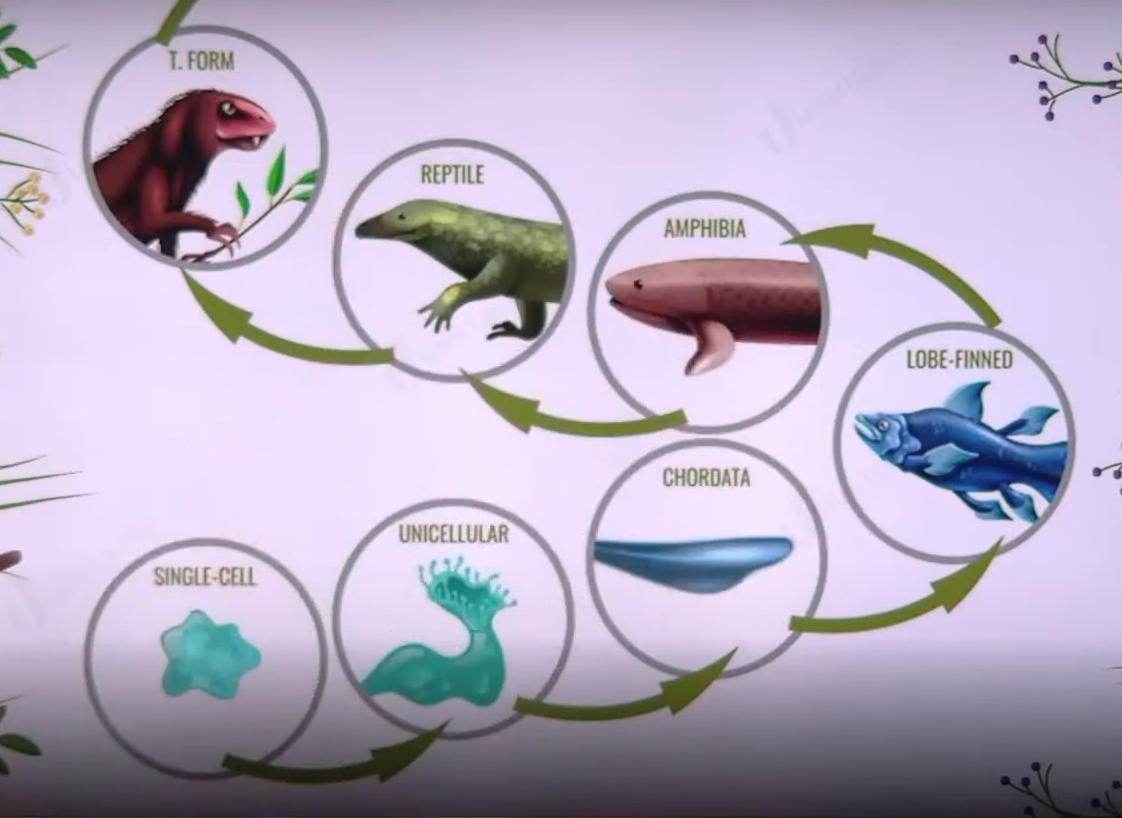 T. FORM
REPTILE
AMPHIBIA
LOBE-FINNED
CHORDATA
UNICELLULAR
SINGLE-CELL